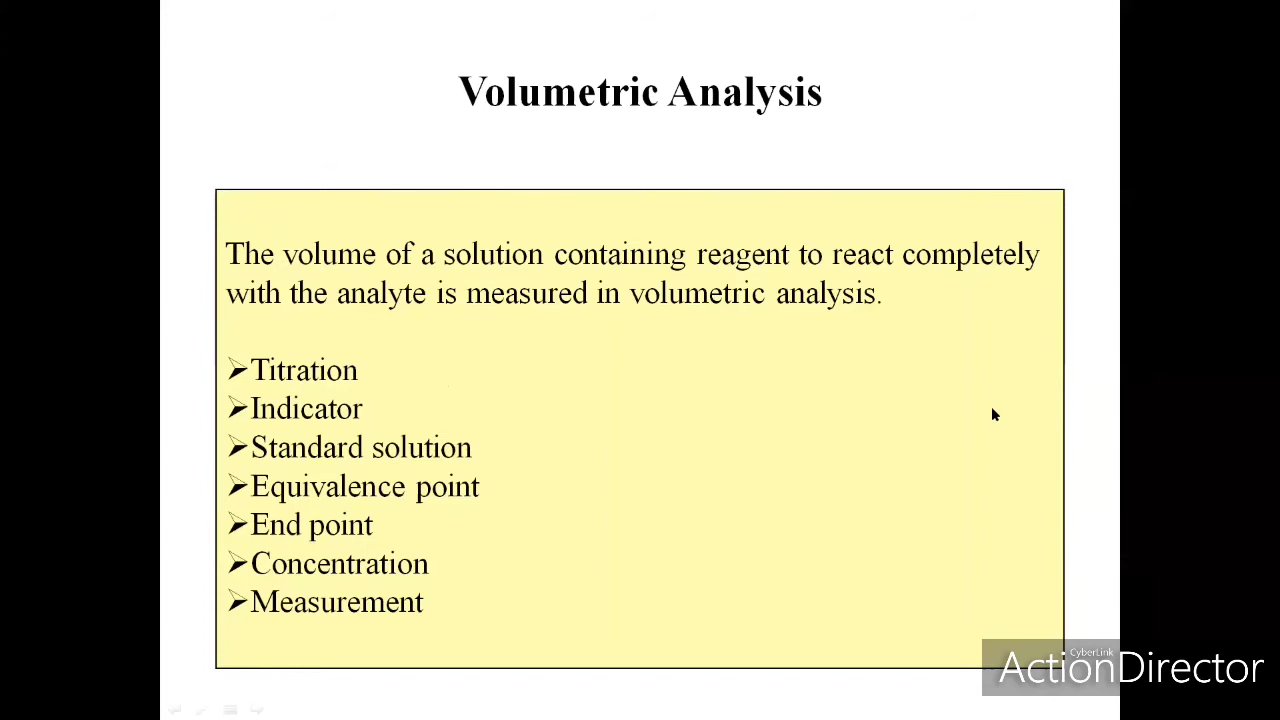 Volumetric Analysis
The volume of a solution containing reagent to react completely
with the analyte is measured in volumetric analysis.
➢Titration
➢Indicator
➢Standard solution
➢Equivalence point
➢End point
➢Concentration
➢Measurement
CyberLink
ActionDirector